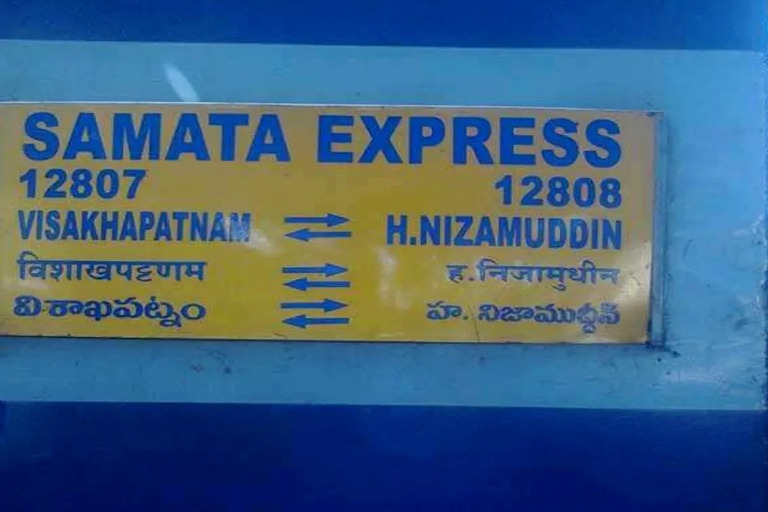 SAMATA EXPRESS
12807 12808
VISAKHAPATNAM H.NIZAMUDDIN
विशाखपट्टणम ह.निजामुधीन
విశాఖపట్నం హ. నిజాముద్దీన్